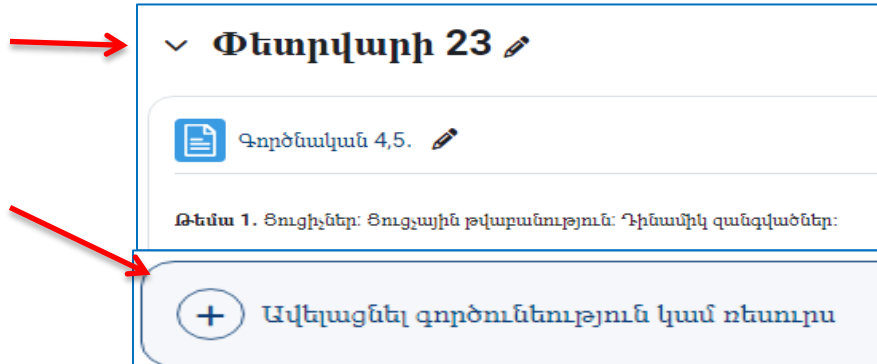 Փետրվարի 23
Գործնական 4,5.
Թեմա 1. Ցուցիչներ: Ցուցչային թվաբանություն: Դինամիկ զանգվածներ:
Ավելացնել գործունեություն կամ ռեսուրս